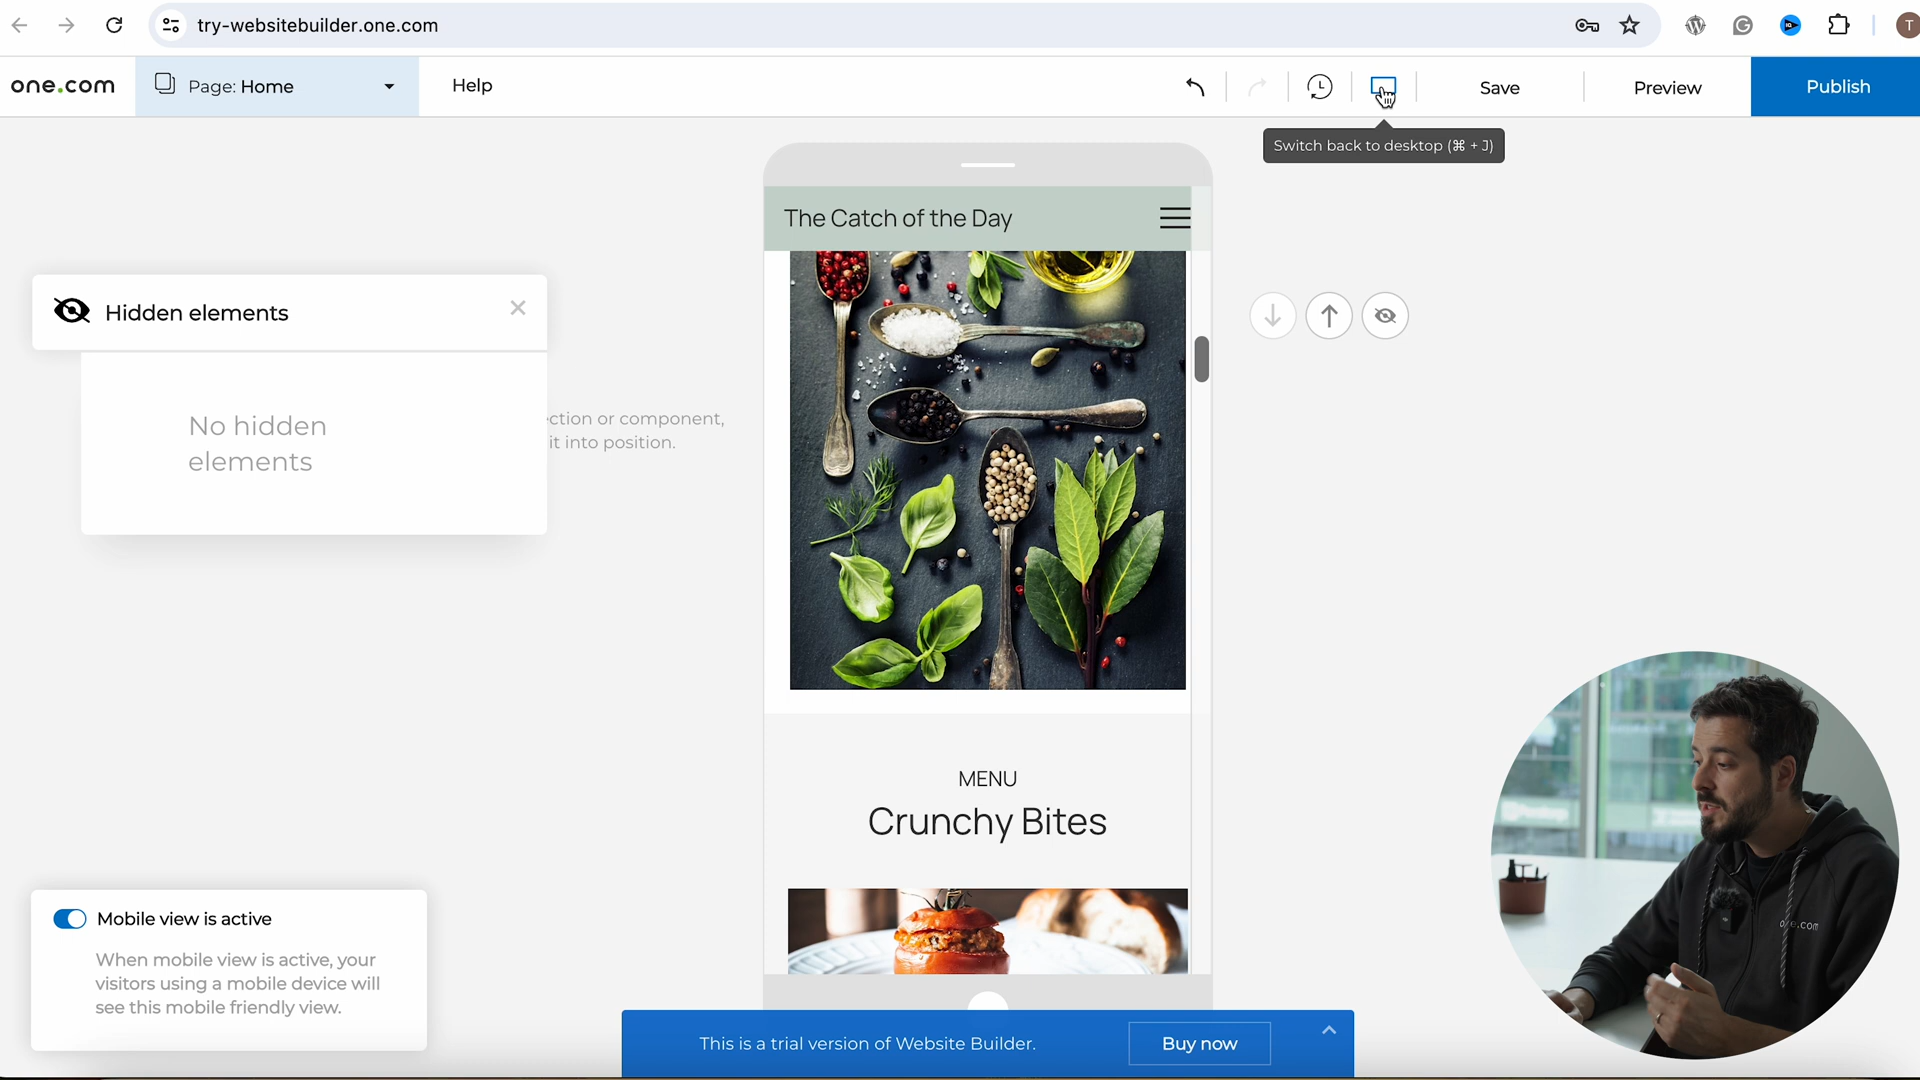 try-websitebuilder.one.com
T
one.com
Page: Home
Help
Save
Preview
Publish
Switch back to desktop (⌘ + J)
The Catch of the Day
Hidden elements
No hidden
elements
ction or component,
it into position.
MENU
Crunchy Bites
Mobile view is active
When mobile view is active, your
visitors using a mobile device will
see this mobile friendly view.
one.com
This is a trial version of Website Builder.
Buy now